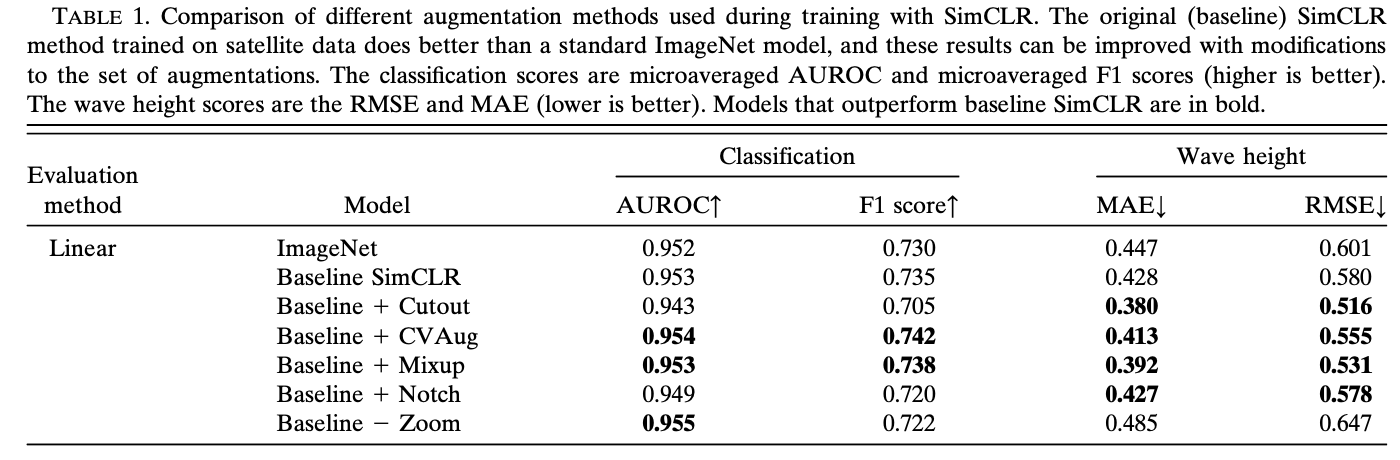 TABLE 1. Comparison of different augmentation methods used during training with SimCLR. The original (baseline) SimCLR
method trained on satellite data does better than a standard ImageNet model, and these results can be improved with modifications
to the set of augmentations. The classification scores are microaveraged AUROC and microaveraged F1 scores (higher is better).
The wave height scores are the RMSE and MAE (lower is better). Models that outperform baseline SimCLR are in bold.
Classification Wave height
Evaluation
method Model AUROC↑ F1 score↑ MAE↓ RMSE↓
Linear ImageNet 0.952 0.730 0.447 0.601
Baseline SimCLR 0.953 0.735 0.428 0.580
Baseline + Cutout 0.943 0.705 0.380 0.516
Baseline + CVAug 0.954 0.742 0.413 0.555
Baseline + Mixup 0.953 0.738 0.392 0.531
Baseline + Notch 0.949 0.720 0.427 0.578
Baseline − Zoom 0.955 0.722 0.485 0.647